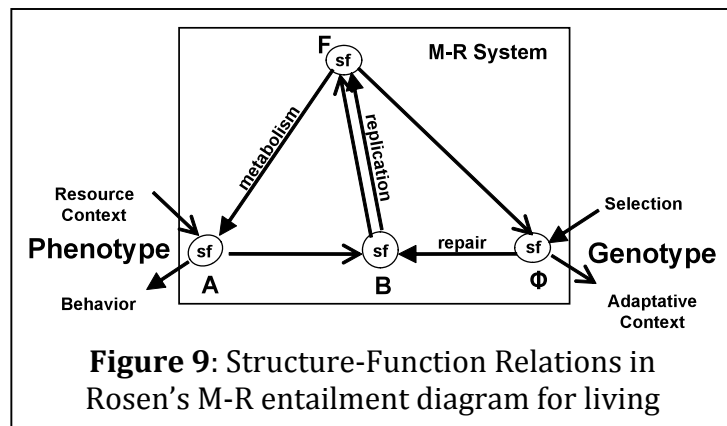 F
sf
M-R System
metabolism
replication
Resource
Context
Selection
Phenotype
sf
sf
repair
sf
Genotype
A
B
Φ
Behavior
Adaptative
Context
Figure 9: Structure-Function Relations in
Rosen's M-R entailment diagram for living